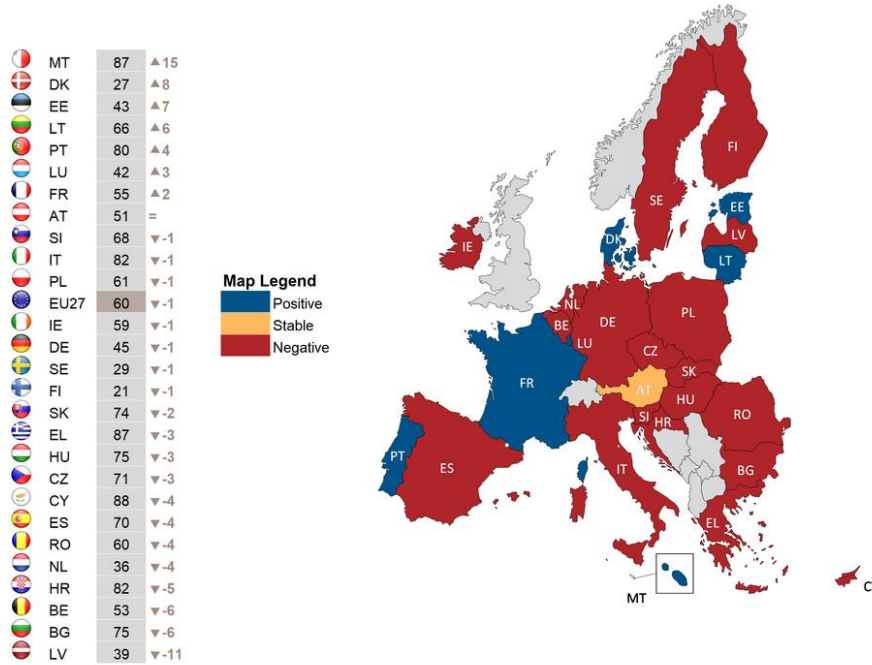 MT 87 ▲15
DK 27 ▲8
EE 43 ▲7
LT 66 ▲6
PT 80 ▲4
LU 42 ▲3
FR 55 ▲2
AT 51 =
SI 68 ▼-1
IT 82 ▼-1
PL 61 ▼-1
EU27 60 ▼-1
IE 59 ▼-1
DE 45 ▼-1
SE 29 ▼-1
FI 21 ▼-1
SK 74 ▼-2
EL 87 ▼-3
HU 75 ▼-3
CZ 71 ▼-3
CY 88 ▼-4
ES 70 ▼-4
RO 60 ▼-4
NL 36 ▼-4
HR 82 ▼-5
BE 53 ▼-6
BG 75 ▼-6
LV 39 ▼-11
Map Legend
Positive
Stable
Negative
FI
SE
EE
LV
LT
DK
IE
NL
BE
LU
DE
PL
CZ
SK
AT
HU
FR
SI
HR
RO
BG
PT
ES
IT
EL
MT
C